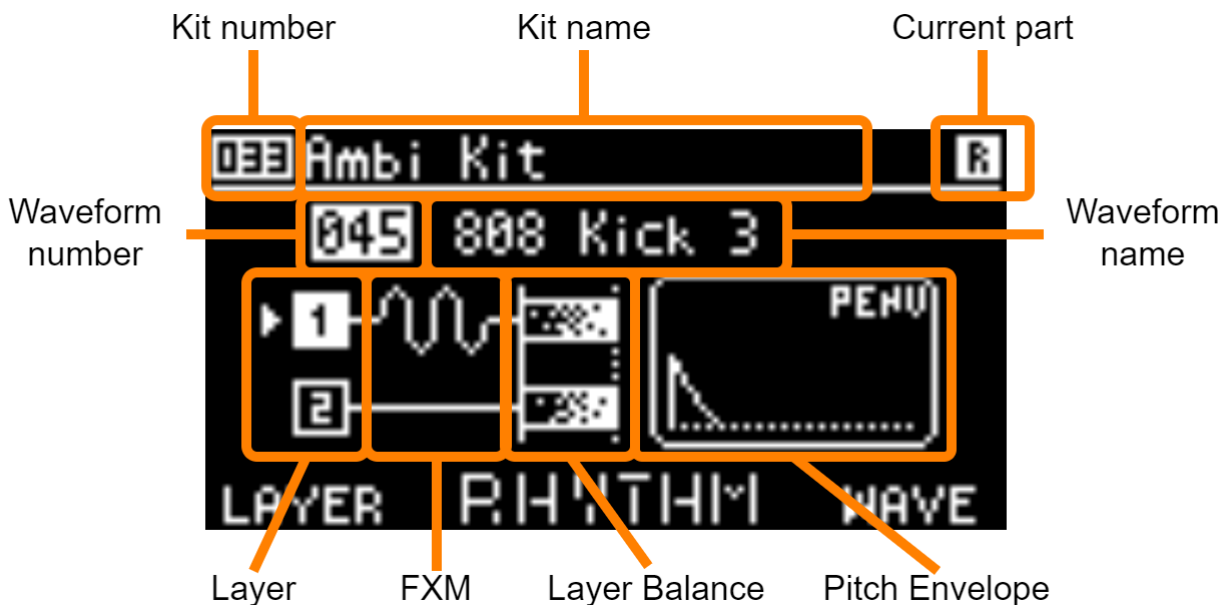 Kit number
Kit name
Current part
033
Ambi Kit
R
Waveform
number
045
808 Kick 3
Waveform
name
1
PENV
2
LAYER
RHYTHM
WAVE
Layer
FXM
Layer Balance
Pitch Envelope